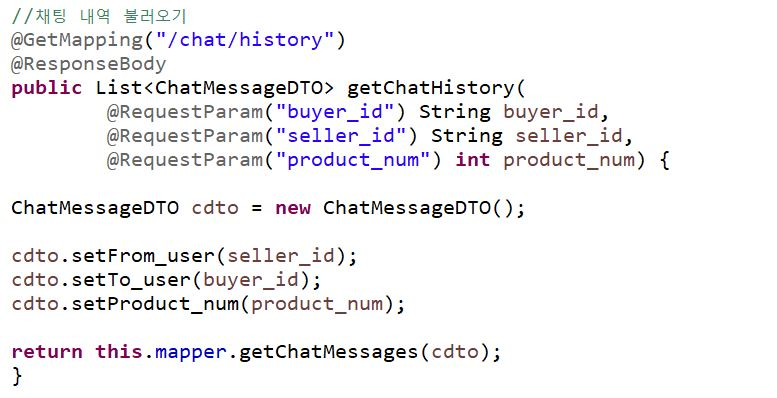 //채팅 내역 불러오기
@GetMapping("/chat/history")
@ResponseBody
public List<ChatMessageDTO> getChatHistory(
        @RequestParam("buyer_id") String buyer_id,
        @RequestParam("seller_id") String seller_id,
        @RequestParam("product_num") int product_num) {

ChatMessageDTO cdto = new ChatMessageDTO();

cdto.setFrom_user(seller_id);
cdto.setTo_user(buyer_id);
cdto.setProduct_num(product_num);

return this.mapper.getChatMessages(cdto);
}